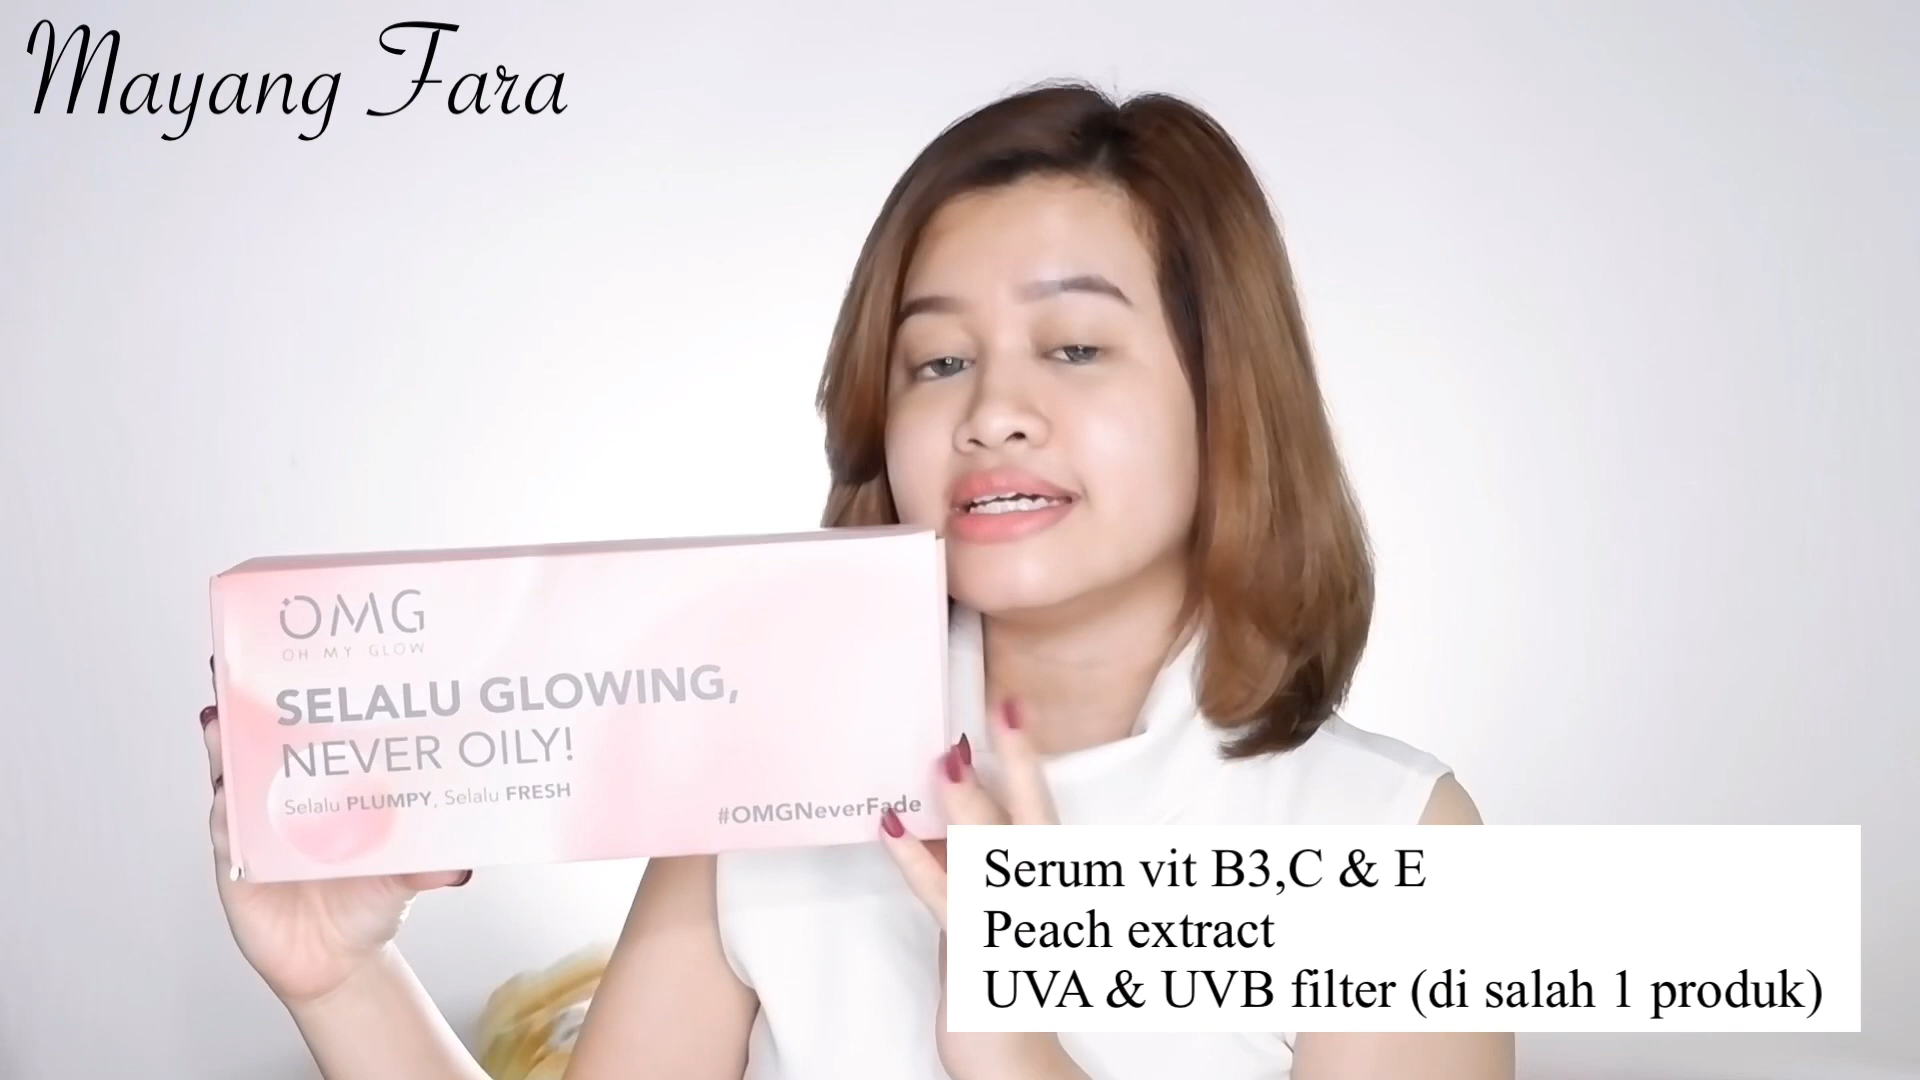 Mayang Fara
OMG
OH MY GLOW
SELALU GLOWING,
NEVER OILY!
Selalu PLUMPY, Selalu FRESH
#OMGNeverFade
Serum vit B3,C & E
Peach extract
UVA & UVB filter (di salah 1 produk)